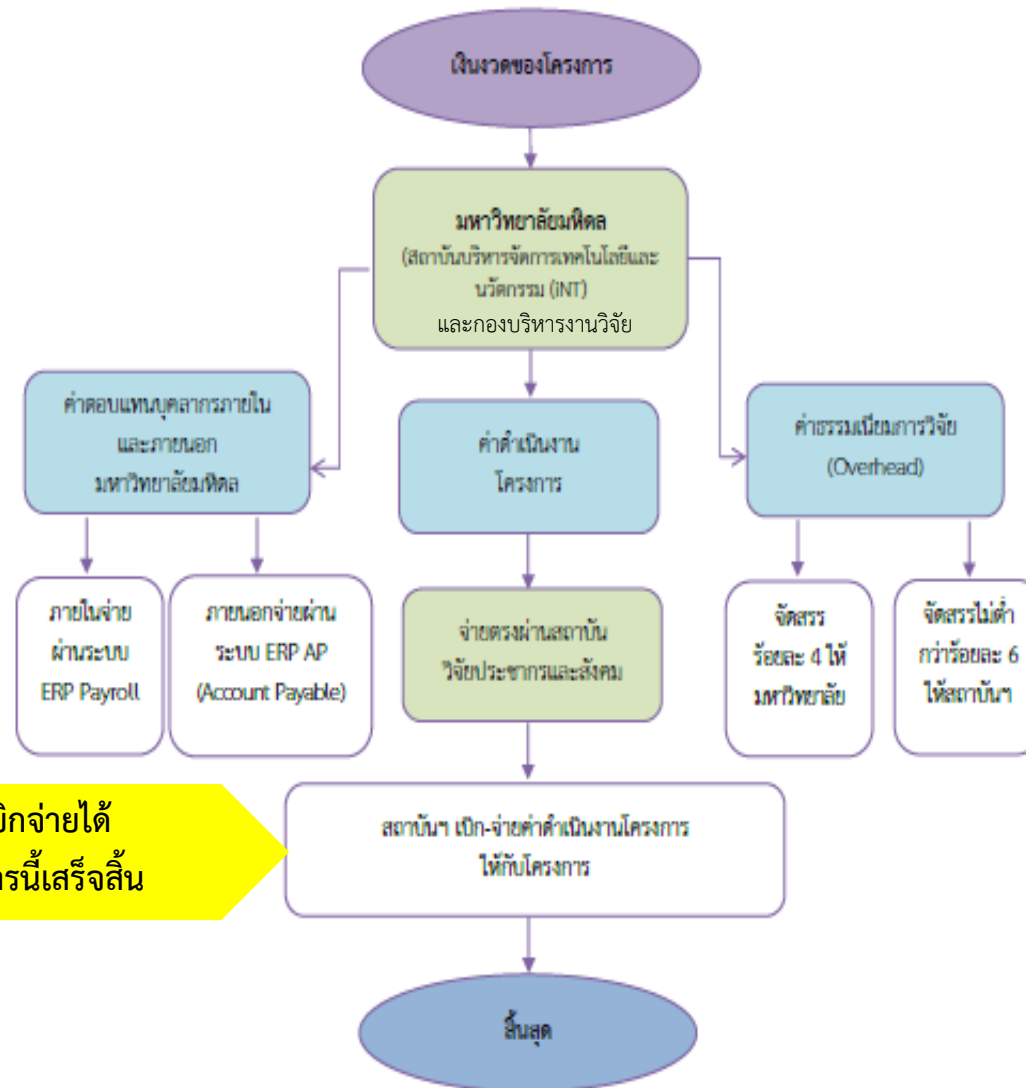 เงินงวดของโครงการ
มหาวิทยาลัยมหิดล
(สถาบันบริหารจัดการเทคโนโลยีและ
นวัตกรรม (iNT)
และกองบริหารงานวิจัย
ค่าตอบแทนบุคลากรภายใน
และภายนอก
มหาวิทยาลัยมหิดล
ค่าดำเนินงาน
โครงการ
ค่าธรรมเนียมการวิจัย
(Overhead)
ภายในจ่าย
ผ่านระบบ
ERP Payroll
ภายนอกจ่ายผ่าน
ระบบ ERP AP
(Account Payable)
จ่ายตรงผ่านสถาบัน
วิจัยประชากรและสังคม
จัดสรร
ร้อยละ 4 ให้
มหาวิทยาลัย
จัดสรรไม่ต่ำ
กว่าร้อยละ 6
ให้สถาบันฯ
จ่ายได้
นี้เสร็จสิ้น
สถาบันฯ เบิก-จ่ายค่าดำเนินงานโครงการ
ให้กับโครงการ
สิ้นสุด